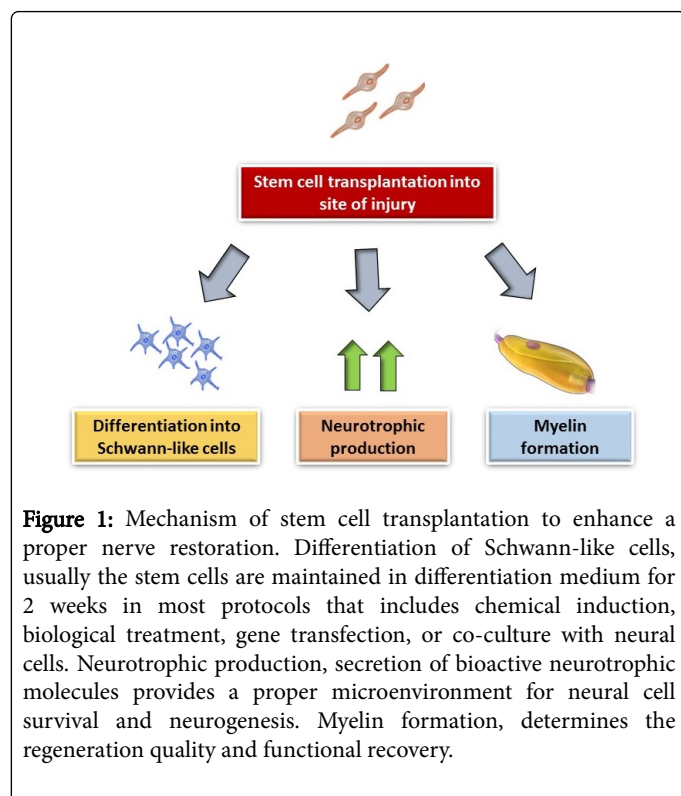 Stem cell transplantation into
site of injury
Differentiation into
Schwann-like cells
Neurotrophic
production
Myelin
formation
Figure 1: Mechanism of stem cell transplantation to enhance a
proper nerve restoration. Differentiation of Schwann-like cells,
usually the stem cells are maintained in differentiation medium for
2 weeks in most protocols that includes chemical induction,
biological treatment, gene transfection, or co-culture with neural
cells. Neurotrophic production, secretion of bioactive neurotrophic
molecules provides a proper microenvironment for neural cell
survival and neurogenesis. Myelin formation, determines the
regeneration quality and functional recovery.